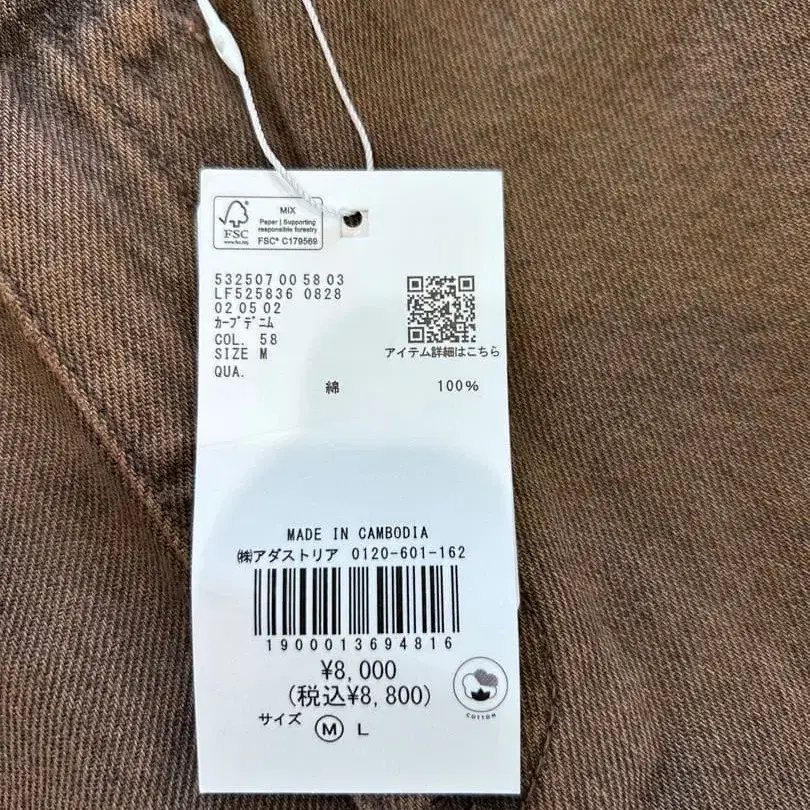 MIX
Paper | Supporting
responsible forestry
FSC
www.fsc.org
FSC® C179569
532507 00 58 03
LF525836 0828
02 05 02
ｶｰﾌﾞﾃﾞﾆﾑ
COL. 58
SIZE M
QUA.
アイテム詳細はこちら
綿 100%
MADE IN CAMBODIA
㈱アダストリア 0120-601-162
1900013694816
¥8,000
(税込¥8,800)
サイズ M L
COTTON